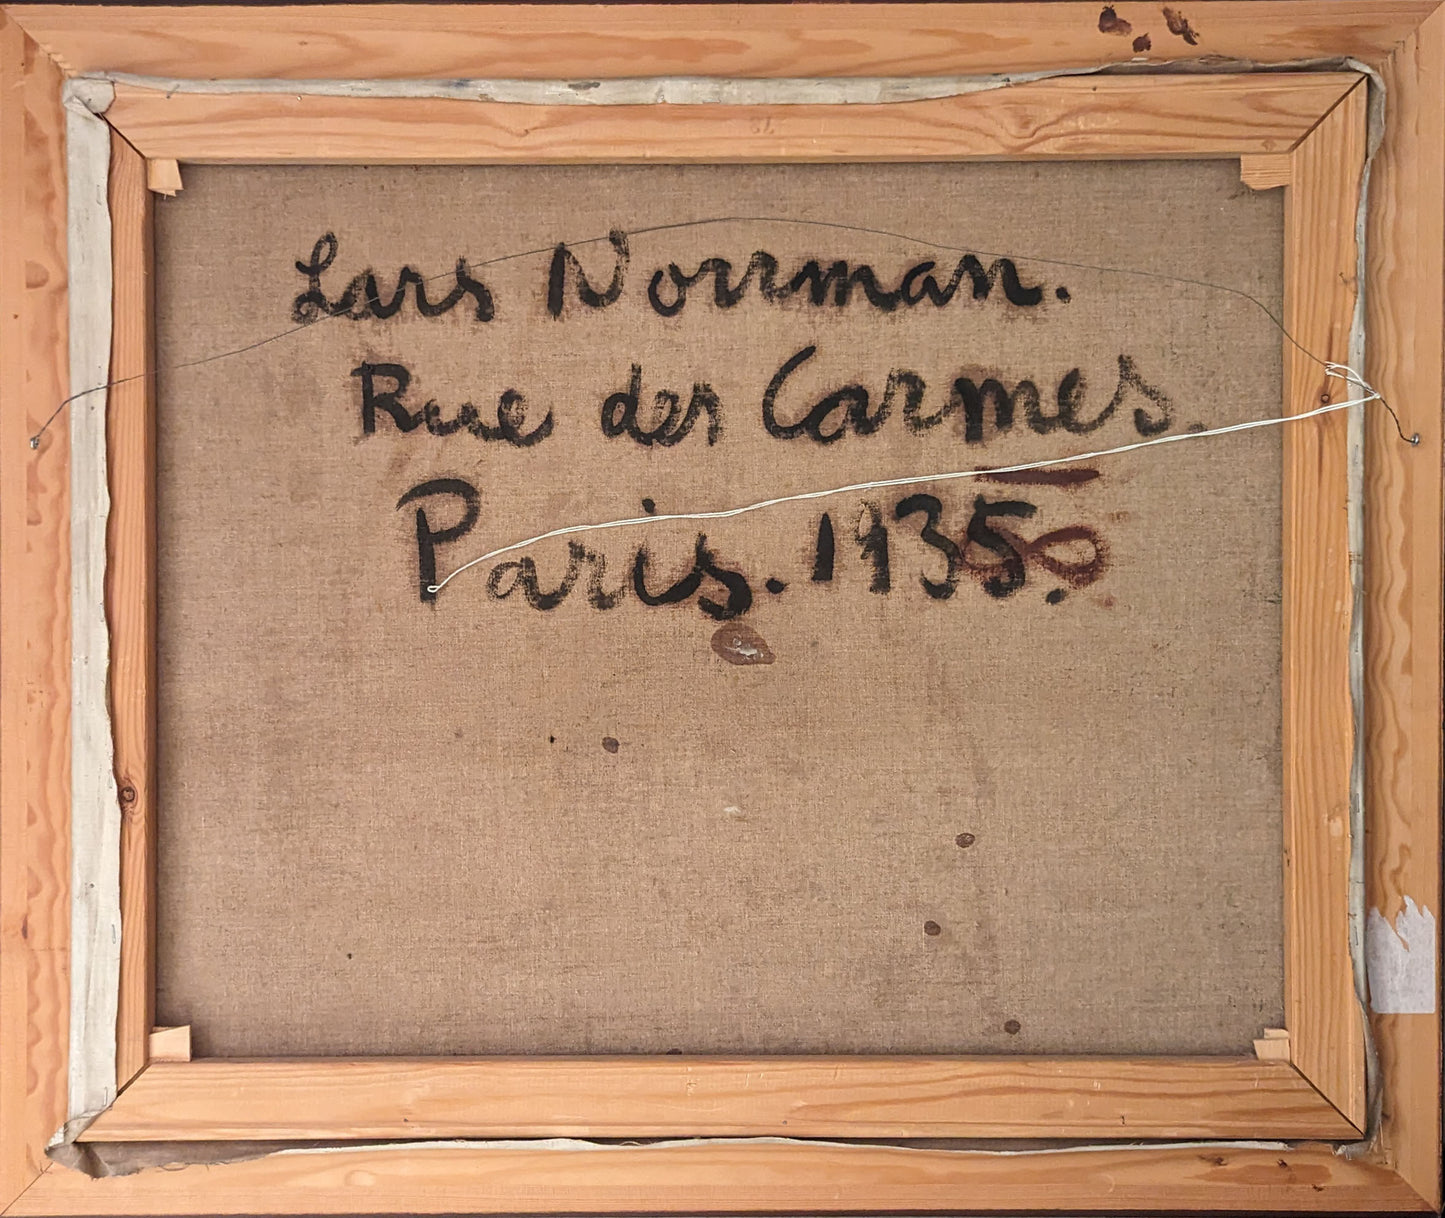 Lars Norrman.
Rue des Carmes.
Paris. 1935.